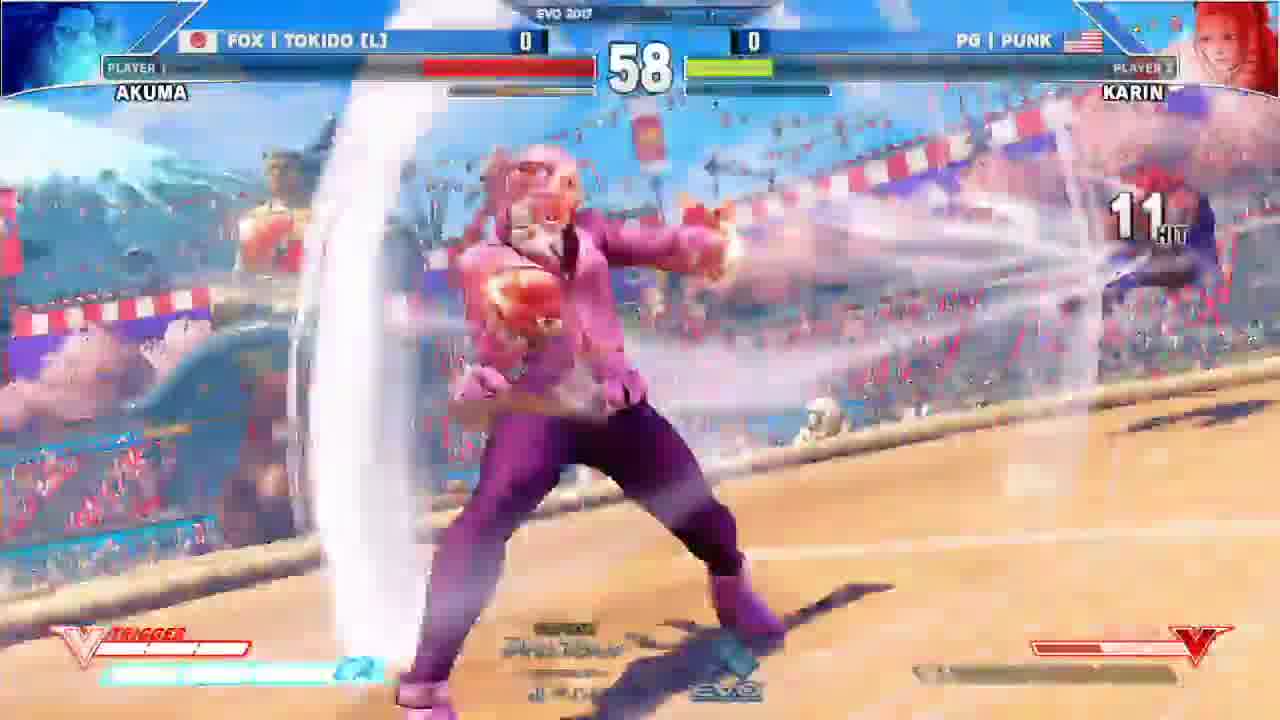 EVO 2017
FOX | TOKIDO [L]
0
58
0
PG | PUNK
PLAYER 1
PLAYER 2
AKUMA
KARIN
11 HIT
TRIGGER
EVO